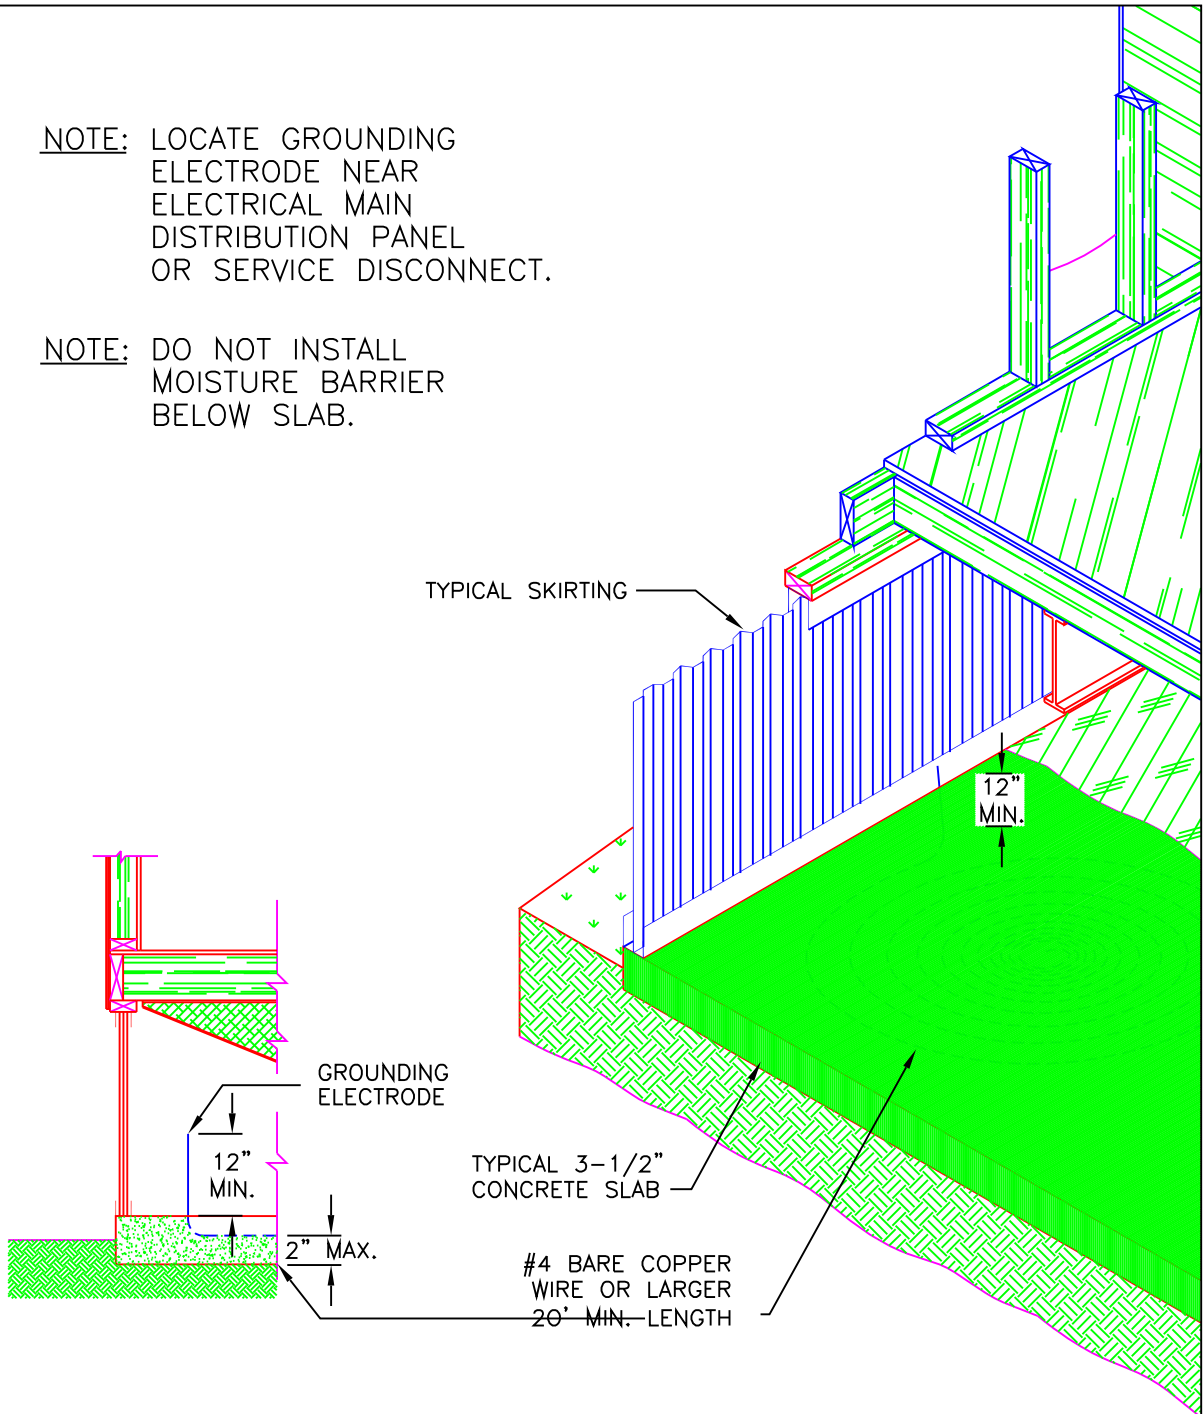 NOTE: LOCATE GROUNDING
ELECTRODE NEAR
ELECTRICAL MAIN
DISTRIBUTION PANEL
OR SERVICE DISCONNECT.
NOTE: DO NOT INSTALL
MOISTURE BARRIER
BELOW SLAB.
TYPICAL SKIRTING
12"
MIN.
GROUNDING
ELECTRODE
12"
MIN.
2" MAX.
TYPICAL 3-1/2"
CONCRETE SLAB
#4 BARE COPPER
WIRE OR LARGER
20' MIN. LENGTH